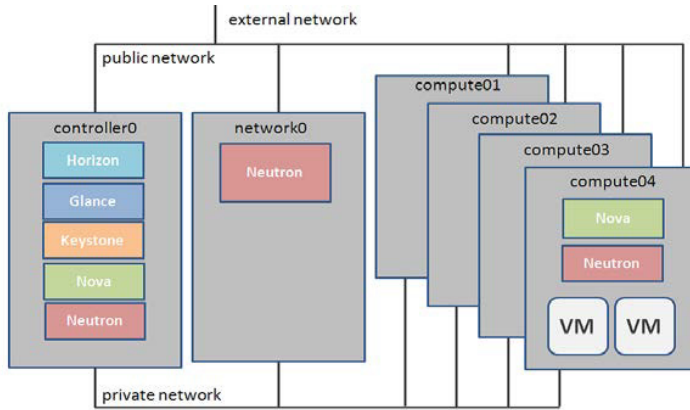 external network
public network
controller0
Horizon
Glance
Keystone
Nova
Neutron
network0
Neutron
compute01
compute02
compute03
compute04
Nova
Neutron
VM VM
private network